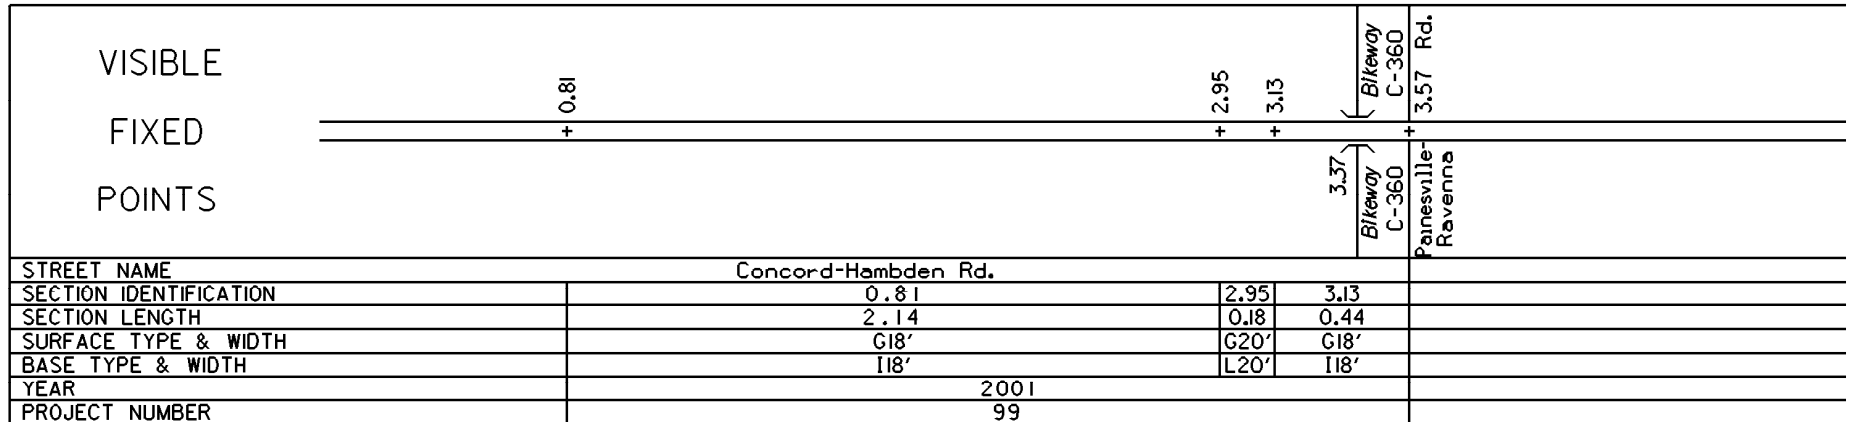 VISIBLE
FIXED
POINTS
0.81
2.95
3.13
Bikeway
C-360
3.57 Rd.
3.37
Bikeway
C-360
Painesville-
Ravenna
STREET NAME Concord-Hambden Rd.
SECTION IDENTIFICATION 0.81 2.95 3.13
SECTION LENGTH 2.14 0.18 0.44
SURFACE TYPE & WIDTH G18' G20' G18'
BASE TYPE & WIDTH I18' L20' I18'
YEAR 2001
PROJECT NUMBER 99